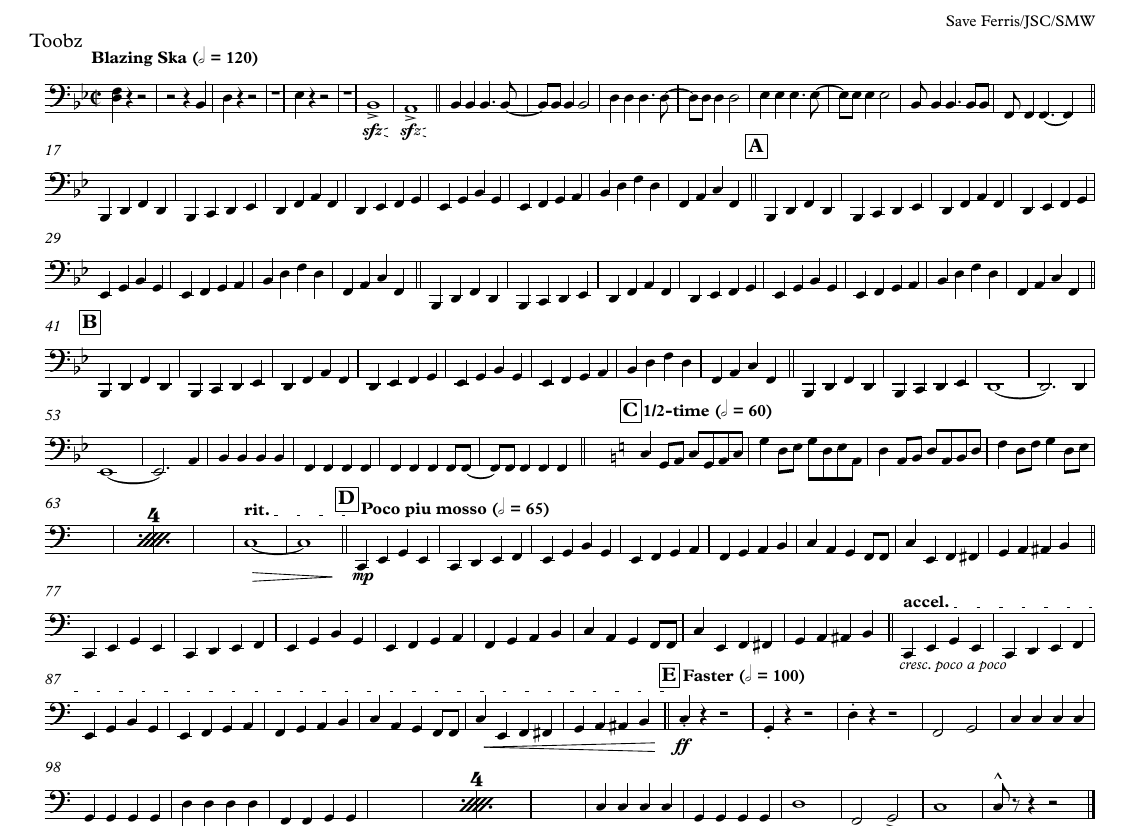 Save Ferris/JSC/SMW
Toobz
Blazing Ska (𝅗𝅥 = 120)
sfz sfz
17
A
29
41
B
53
C 1/2-time (𝅗𝅥 = 60)
63
4
rit.
D Poco piu mosso (𝅗𝅥 = 65)
mp
77
accel.
cresc. poco a poco
87
E Faster (𝅗𝅥 = 100)
ff
98
4